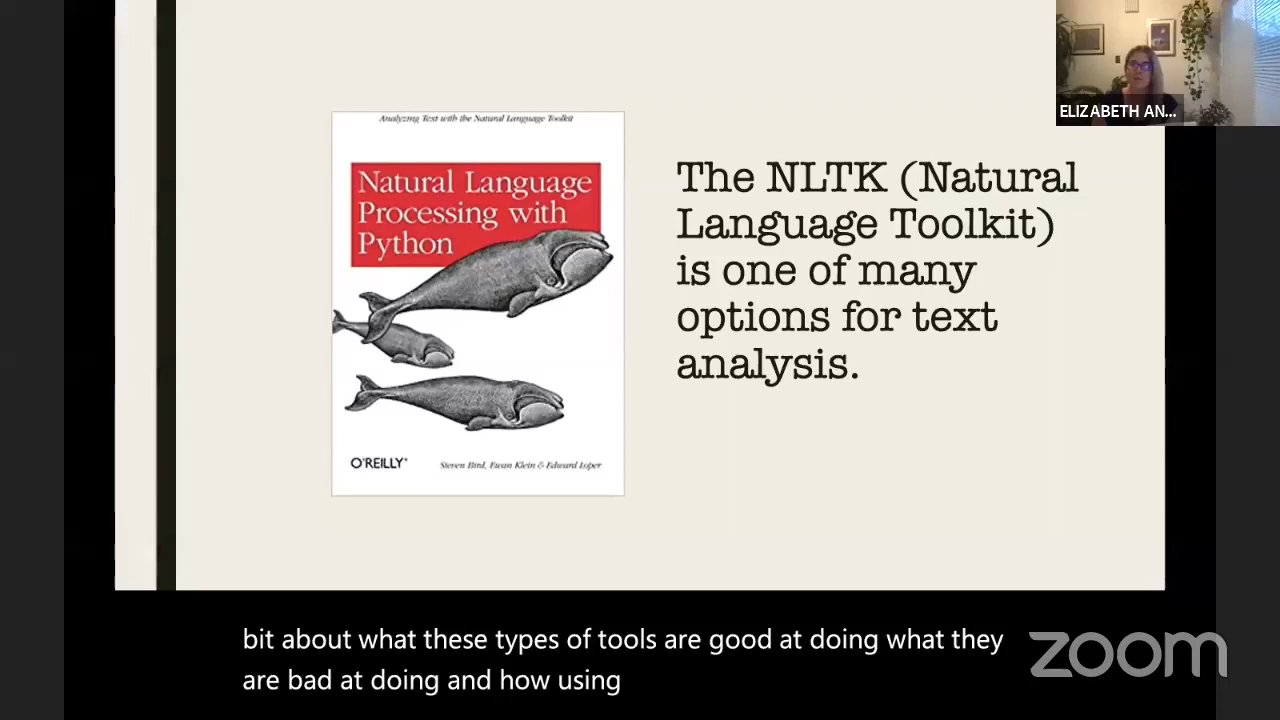 Analyzing Text with the Natural Language Toolkit
Natural Language
Processing with
Python
O'REILLY®
Steven Bird, Ewan Klein & Edward Loper
The NLTK (Natural
Language Toolkit)
is one of many
options for text
analysis.
ELIZABETH AN...
bit about what these types of tools are good at doing what they
are bad at doing and how using
zoom